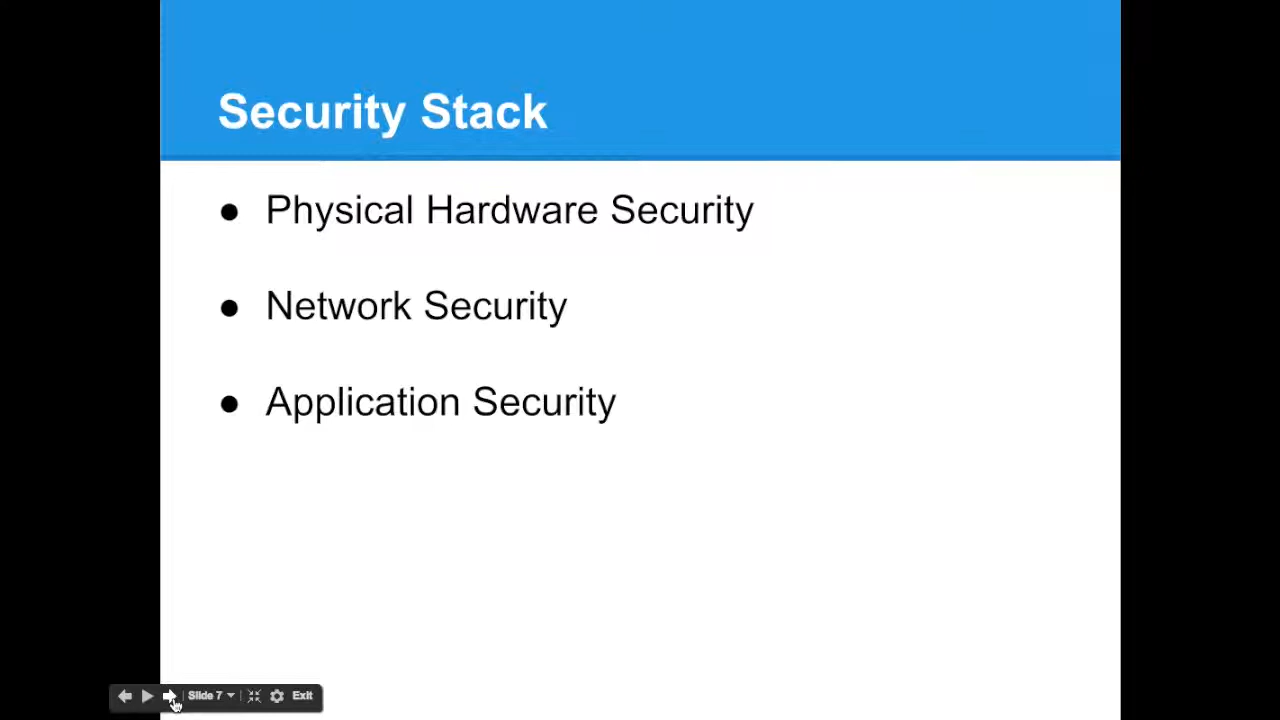 Security Stack
● Physical Hardware Security
● Network Security
● Application Security
Slide 7
Exit